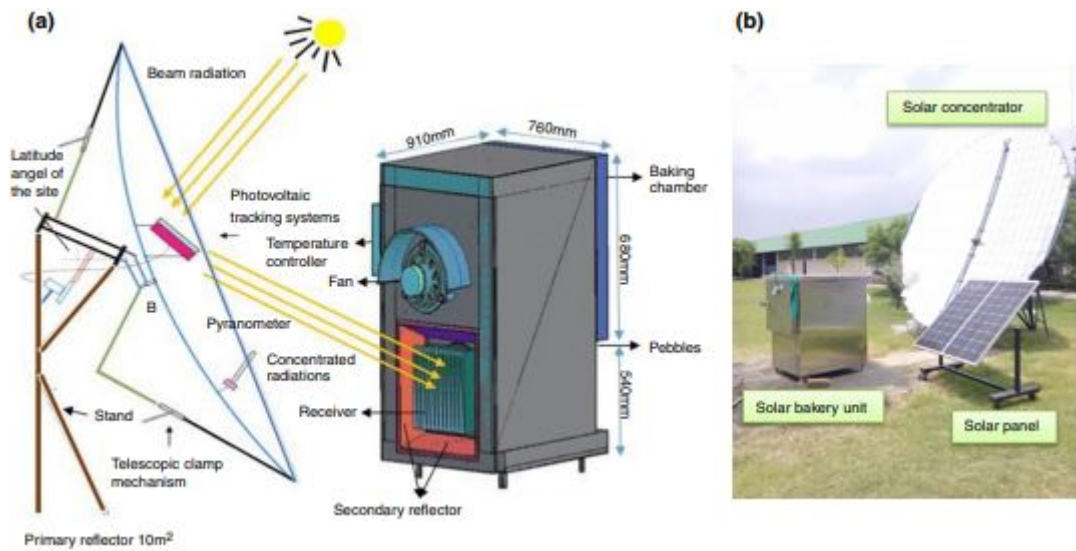 (a)
Beam radiation
Latitude
angel of
the site
Photovoltaic
tracking systems
Temperature
controller
Fan
B
Pyranometer
Concentrated
radiations
Receiver
Stand
Telescopic clamp
mechanism
Secondary reflector
Primary reflector 10m²
910mm
760mm
Baking
chamber
680mm
Pebbles
540mm
(b)
Solar concentrator
Solar bakery unit
Solar panel